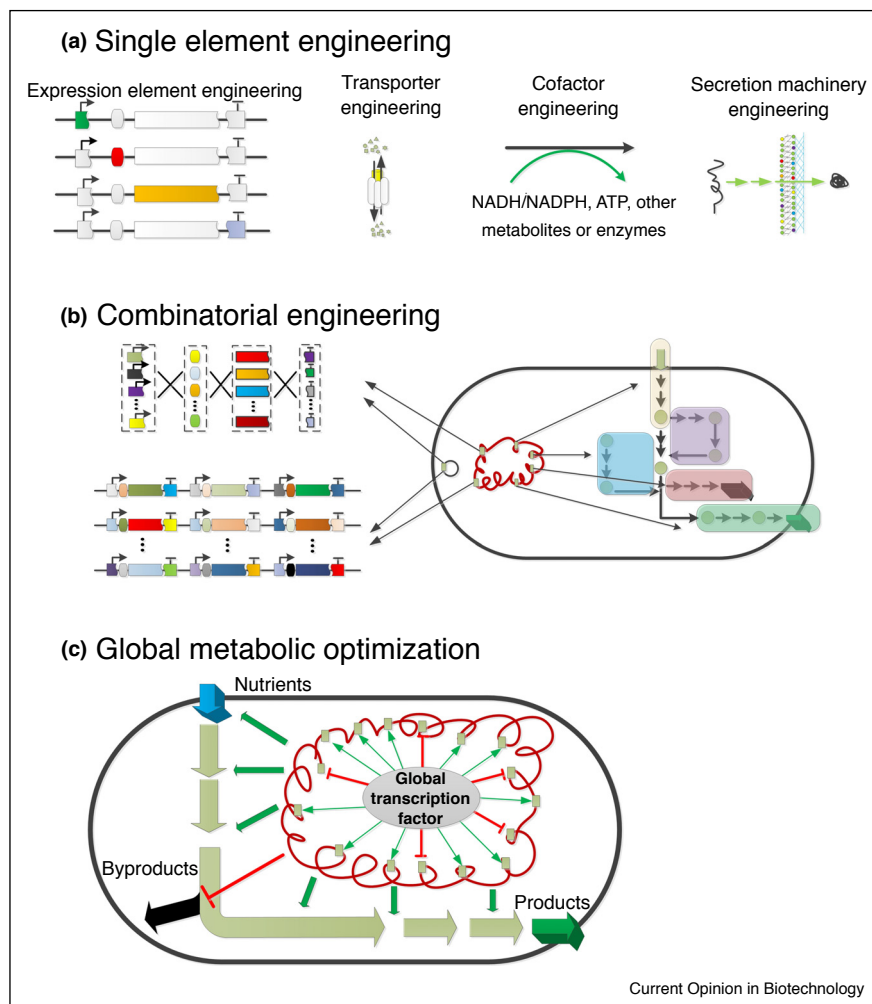 (a) Single element engineering
Expression element engineering
Transporter
engineering
Cofactor
engineering
NADH/NADPH, ATP, other
metabolites or enzymes
Secretion machinery
engineering
(b) Combinatorial engineering
(c) Global metabolic optimization
Nutrients
Global
transcription
factor
Byproducts
Products
Current Opinion in Biotechnology